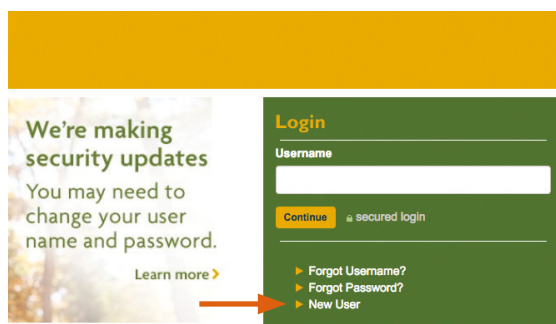 We're making
security updates
You may need to
change your user
name and password.
Learn more
Login
Username
Continue
secured login
Forgot Username?
Forgot Password?
New User